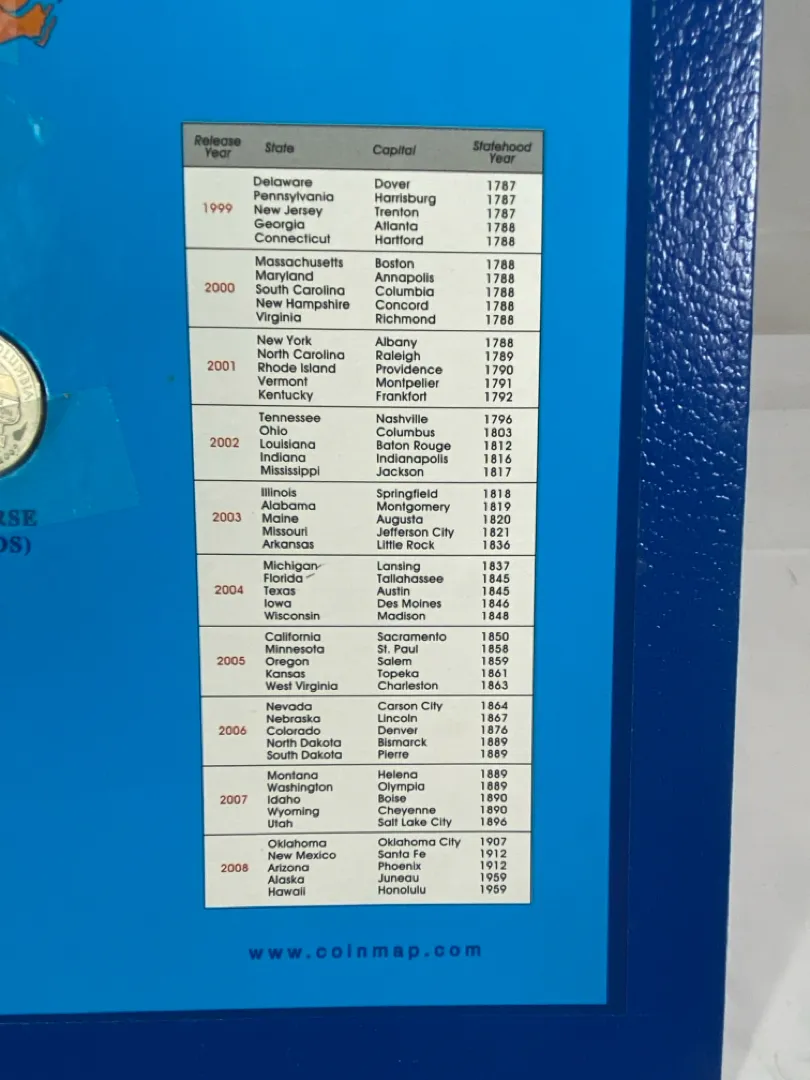 Release Year State Capital Statehood Year
Delaware Dover 1787
Pennsylvania Harrisburg 1787
1999 New Jersey Trenton 1787
Georgia Atlanta 1788
Connecticut Hartford 1788
Massachusetts Boston 1788
Maryland Annapolis 1788
2000 South Carolina Columbia 1788
New Hampshire Concord 1788
Virginia Richmond 1788
New York Albany 1788
North Carolina Raleigh 1789
2001 Rhode Island Providence 1790
Vermont Montpelier 1791
Kentucky Frankfort 1792
Tennessee Nashville 1796
Ohio Columbus 1803
2002 Louisiana Baton Rouge 1812
Indiana Indianapolis 1816
Mississippi Jackson 1817
Illinois Springfield 1818
Alabama Montgomery 1819
2003 Maine Augusta 1820
Missouri Jefferson City 1821
Arkansas Little Rock 1836
Michigan Lansing 1837
Florida Tallahassee 1845
2004 Texas Austin 1845
Iowa Des Moines 1846
Wisconsin Madison 1848
California Sacramento 1850
Minnesota St. Paul 1858
2005 Oregon Salem 1859
Kansas Topeka 1861
West Virginia Charleston 1863
Nevada Carson City 1864
Nebraska Lincoln 1867
2006 Colorado Denver 1876
North Dakota Bismarck 1889
South Dakota Pierre 1889
Montana Helena 1889
Washington Olympia 1889
2007 Idaho Boise 1890
Wyoming Cheyenne 1890
Utah Salt Lake City 1896
Oklahoma Oklahoma City 1907
New Mexico Santa Fe 1912
2008 Arizona Phoenix 1912
Alaska Juneau 1959
Hawaii Honolulu 1959
RSE
DS)
www.coinmap.com